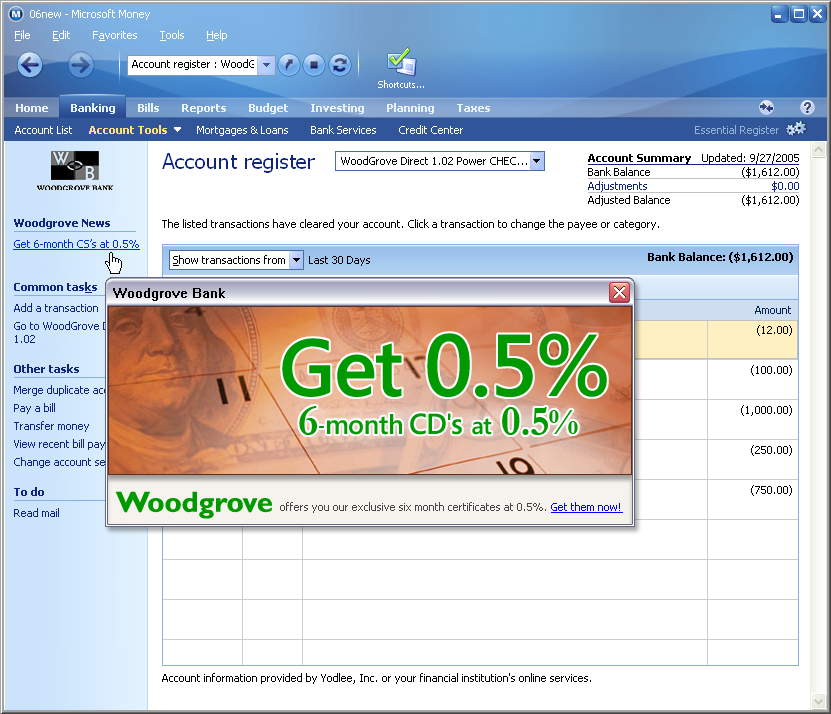 06new - Microsoft Money
File Edit Favorites Tools Help
Account register : WoodG
Shortcuts...
Home Banking Bills Reports Budget Investing Planning Taxes
Account List Account Tools Mortgages & Loans Bank Services Credit Center Essential Register
W B
WOODGROVE BANK
Woodgrove News
Get 6-month CS's at 0.5%
Common tasks
Add a transaction
Go to WoodGrove D
1.02
Other tasks
Merge duplicate acc
Pay a bill
Transfer money
View recent bill pay
Change account se
To do
Read mail
Account register WoodGrove Direct 1.02 Power CHEC...
Account Summary Updated: 9/27/2005
Bank Balance ($1,612.00)
Adjustments $0.00
Adjusted Balance ($1,612.00)
The listed transactions have cleared your account. Click a transaction to change the payee or category.
Show transactions from Last 30 Days Bank Balance: ($1,612.00)
Amount
(12.00)
(100.00)
(1,000.00)
(250.00)
(750.00)
Woodgrove Bank
Get 0.5%
6-month CD's at 0.5%
11
19
Woodgrove offers you our exclusive six month certificates at 0.5%. Get them now!
Account information provided by Yodlee, Inc. or your financial institution's online services.